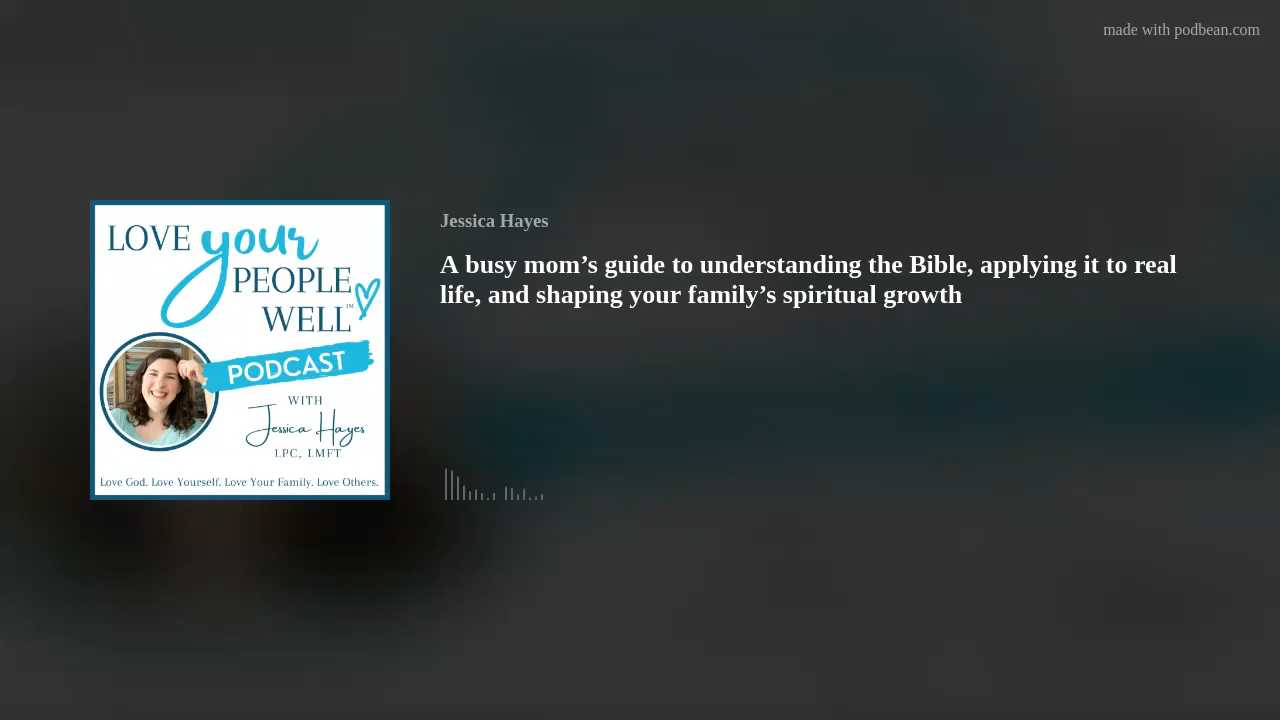 made with podbean.com
LOVE your
PEOPLE
WELL™
PODCAST
WITH
Jessica Hayes
LPC, LMFT
Love God. Love Yourself. Love Your Family. Love Others.
Jessica Hayes
A busy mom’s guide to understanding the Bible, applying it to real
life, and shaping your family’s spiritual growth